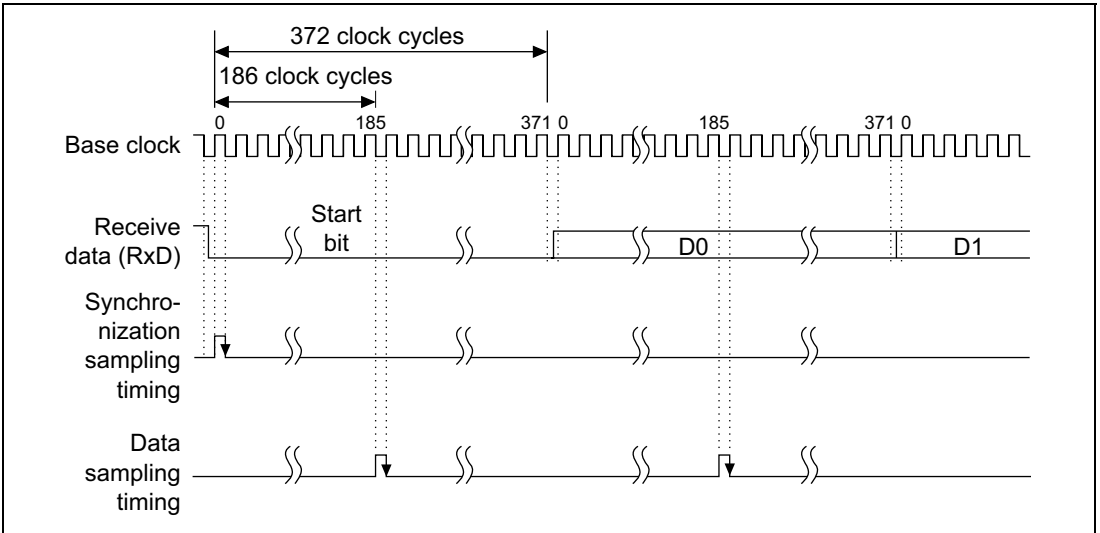 372 clock cycles
186 clock cycles
0 185 371 0 185 371 0
Base clock
Receive
data (RxD)
Start
bit
D0
D1
Synchro-
nization
sampling
timing
Data
sampling
timing